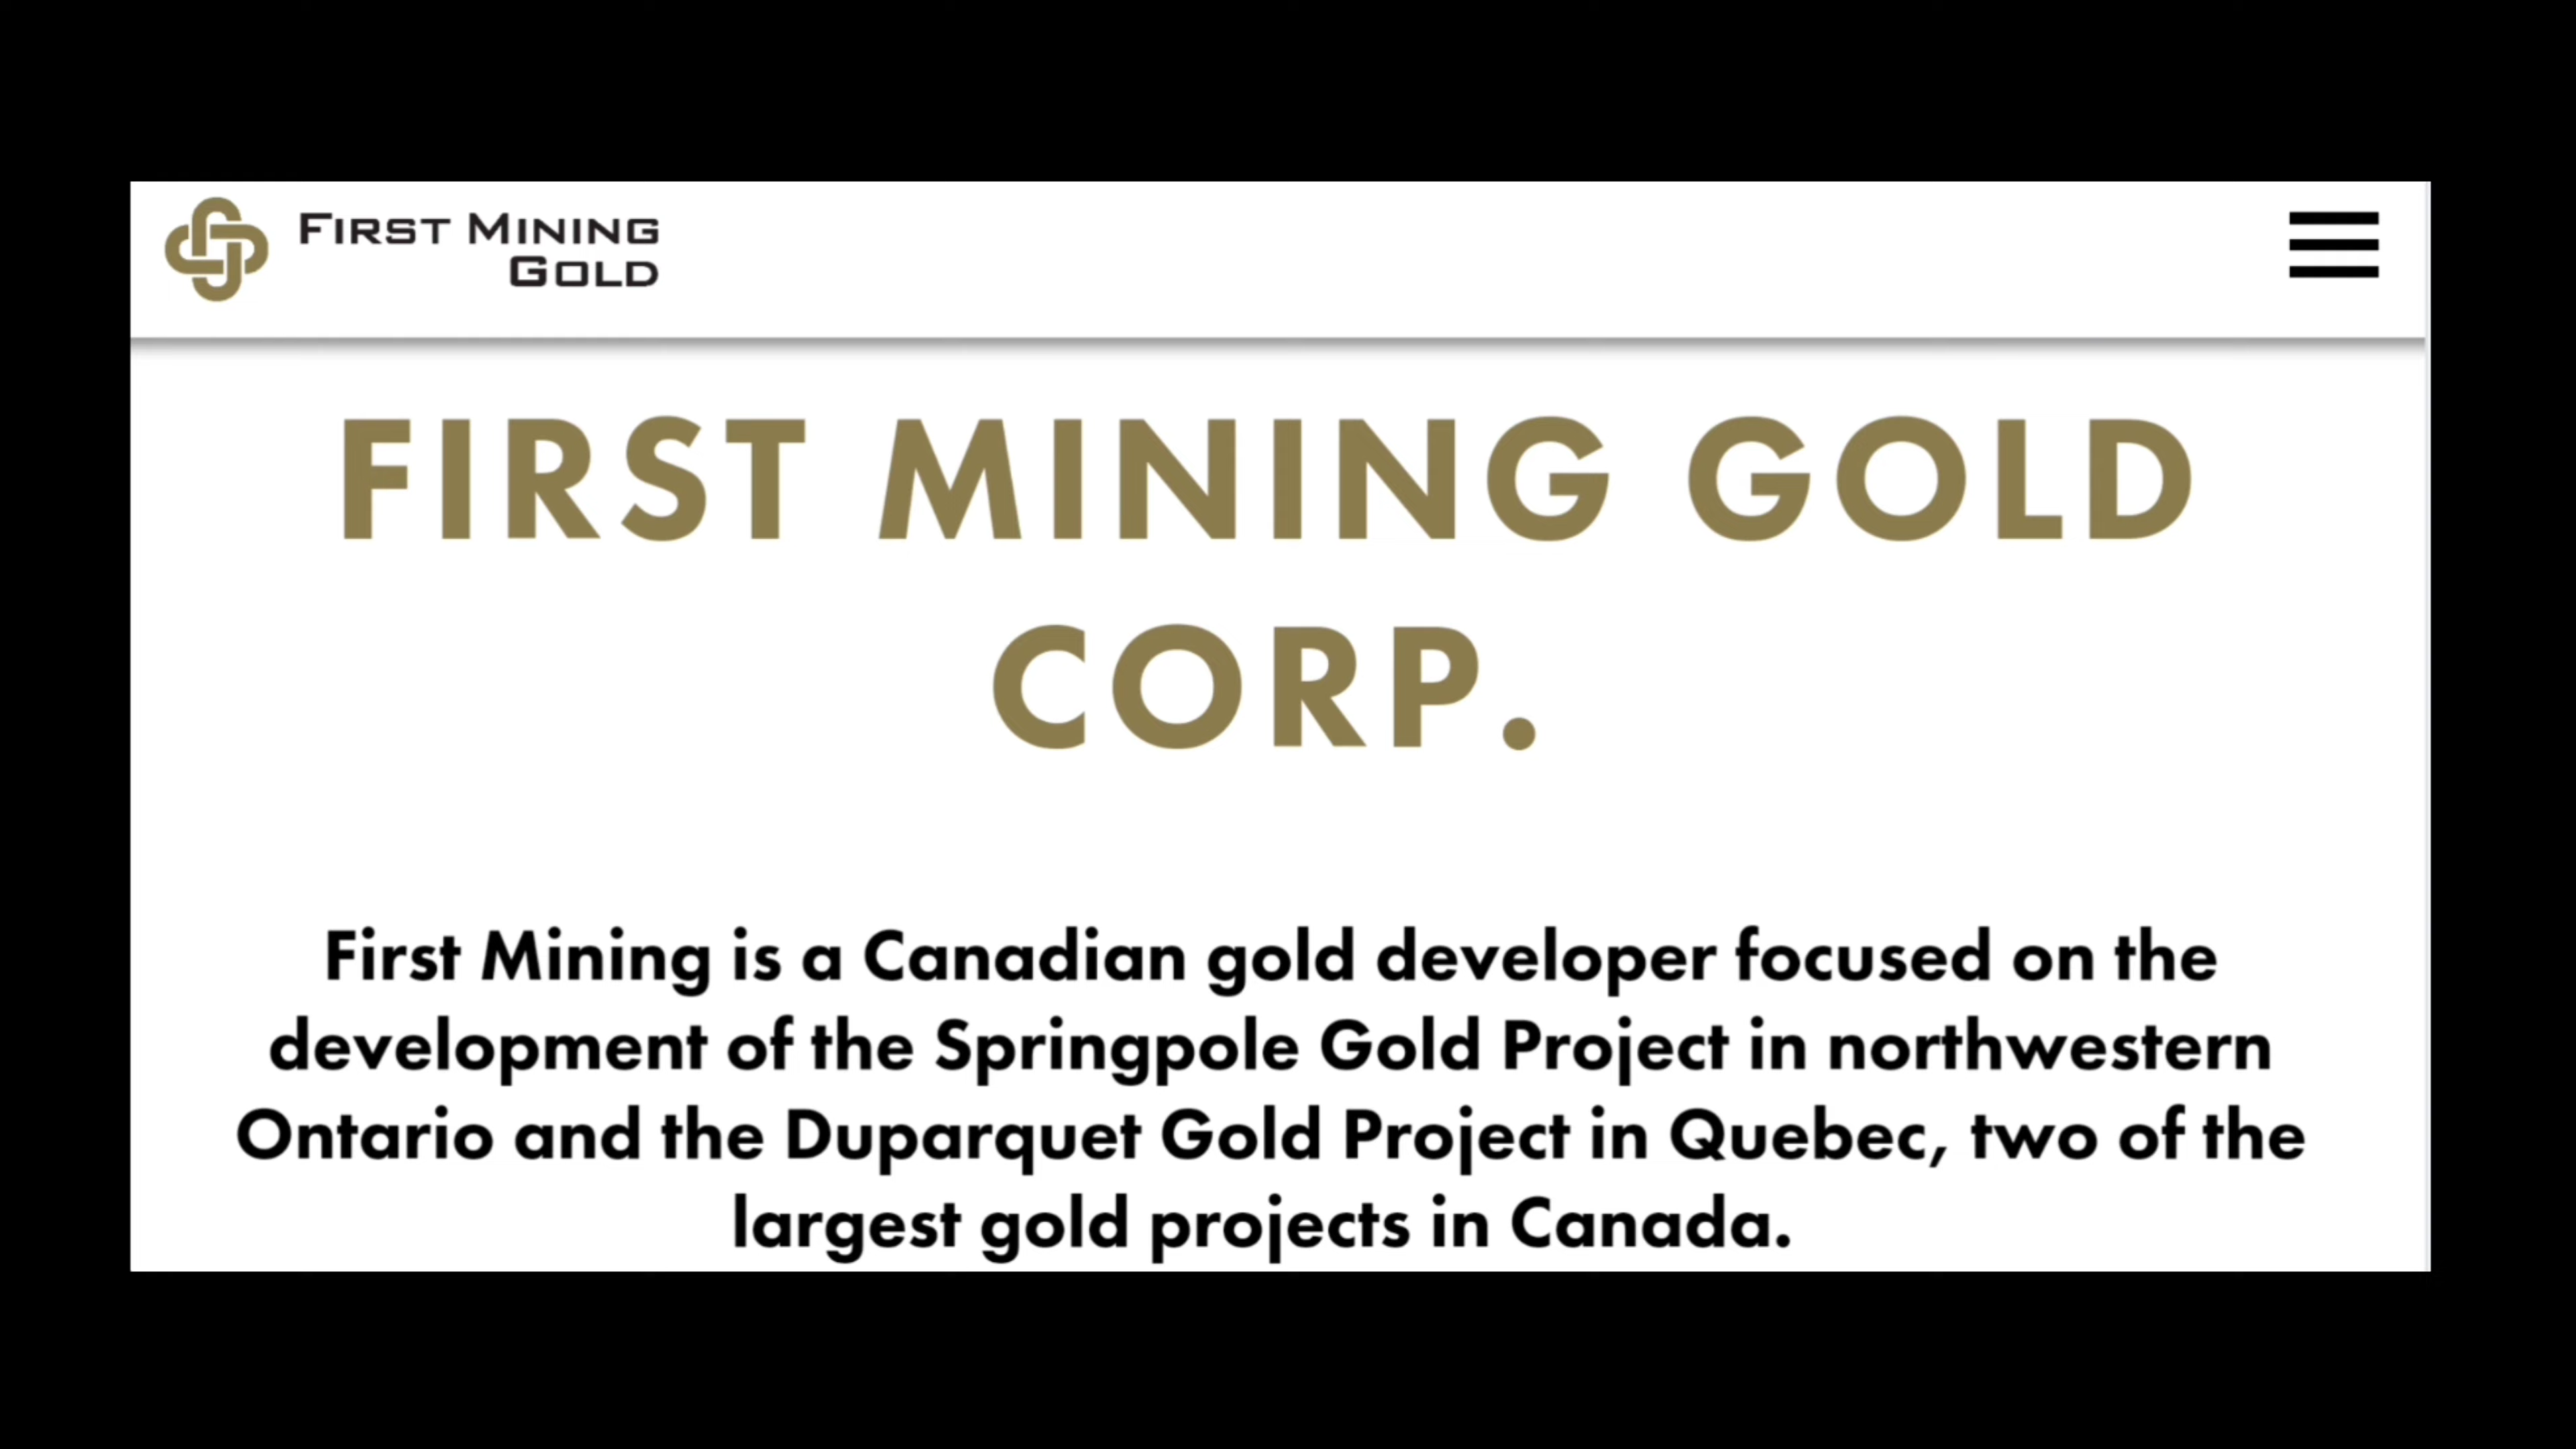 FIRST MINING
GOLD
FIRST MINING GOLD
CORP.
First Mining is a Canadian gold developer focused on the
development of the Springpole Gold Project in northwestern
Ontario and the Duparquet Gold Project in Quebec, two of the
largest gold projects in Canada.